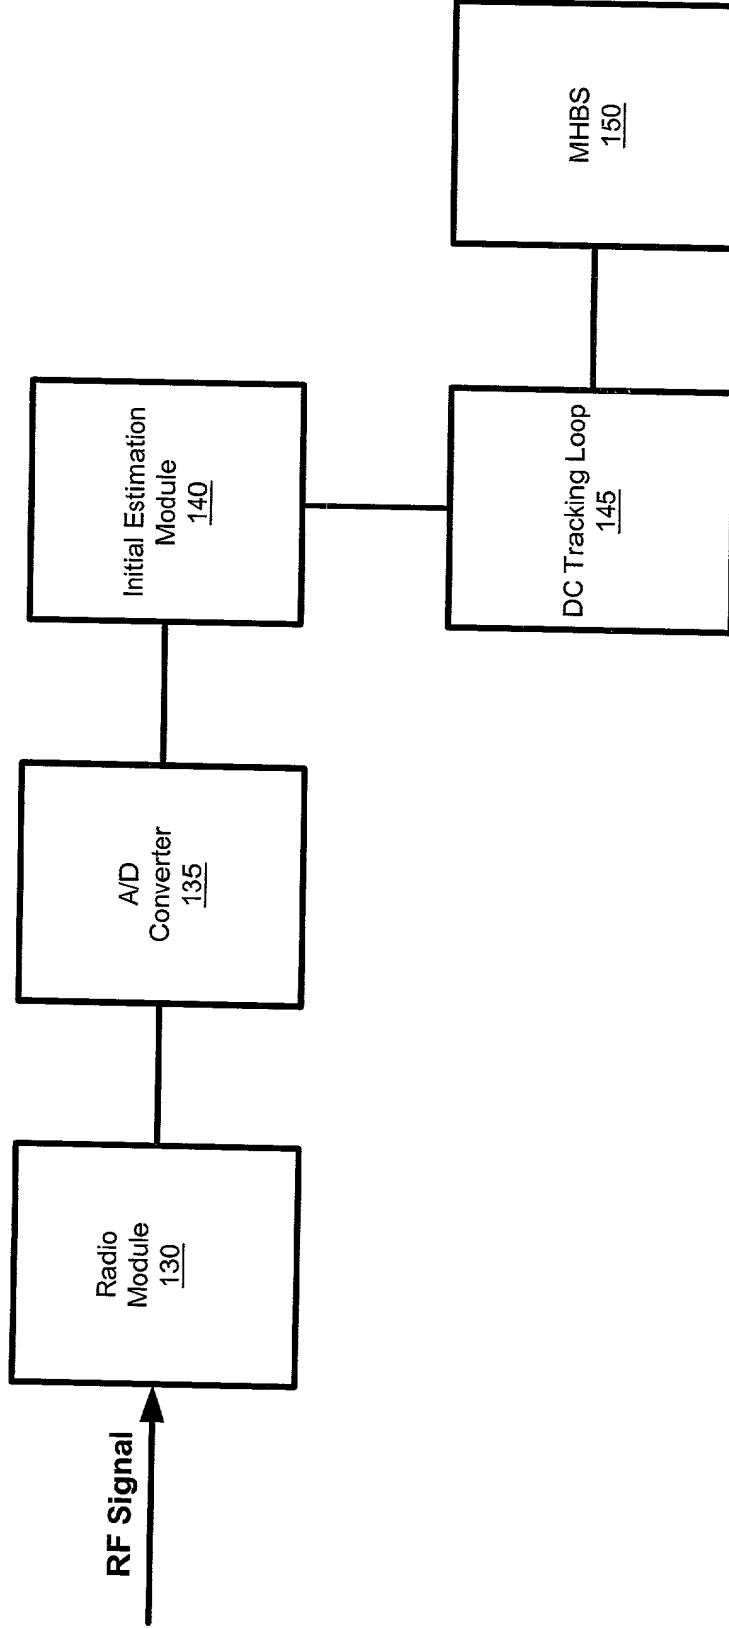 RF Signal
Radio
Module
130
A/D
Converter
135
Initial Estimation
Module
140
DC Tracking Loop
145
MHBS
150